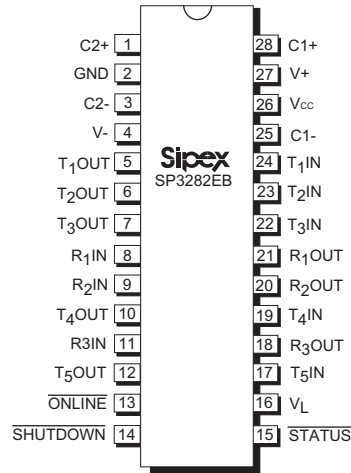 C2+ 1 28 C1+
GND 2 27 V+
C2- 3 26 Vcc
V- 4 25 C1-
T1OUT 5 Sipex 24 T1IN
T2OUT 6 SP3282EB 23 T2IN
T3OUT 7 22 T3IN
R1IN 8 21 R1OUT
R2IN 9 20 R2OUT
T4OUT 10 19 T4IN
R3IN 11 18 R3OUT
T5OUT 12 17 T5IN
ONLINE 13 16 VL
SHUTDOWN 14 15 STATUS